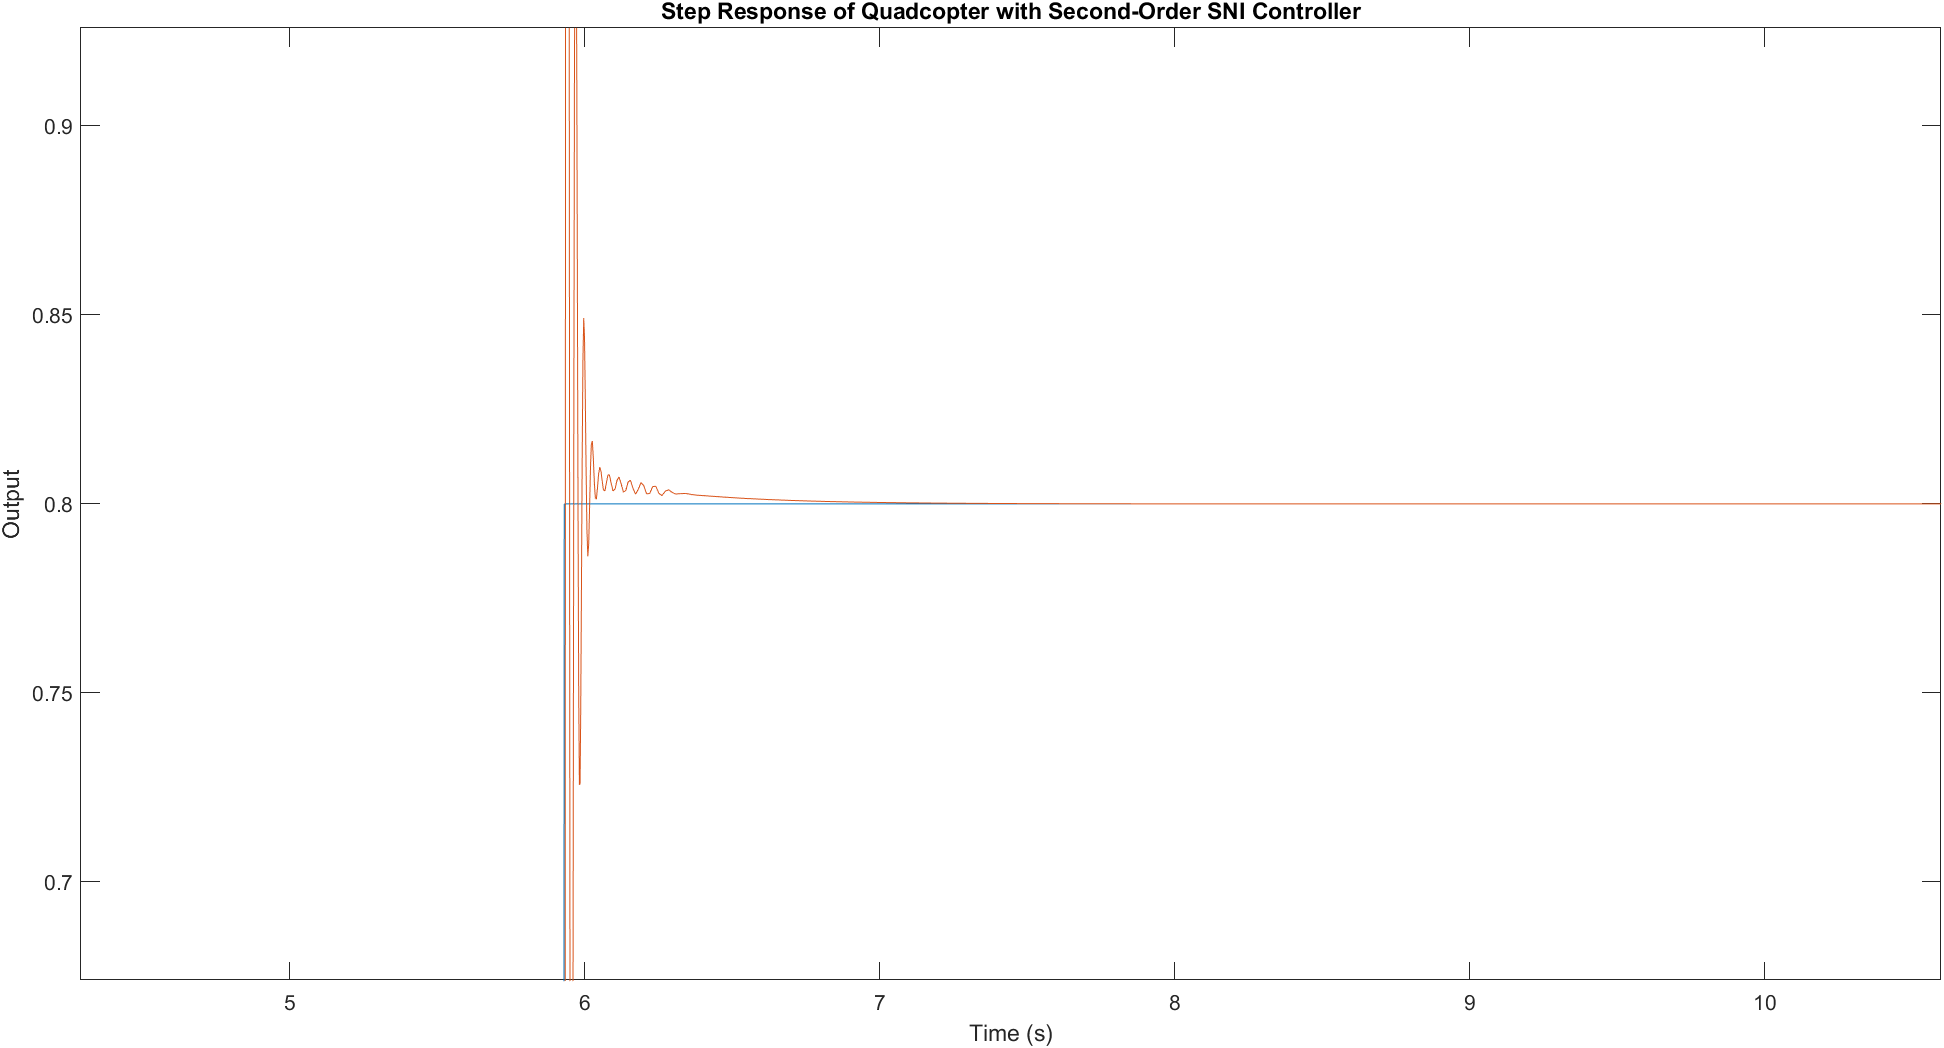 Step Response of Quadcopter with Second-Order SNI Controller
0.9
0.85
0.8
0.75
0.7
Output
5 6 7 8 9 10
Time (s)